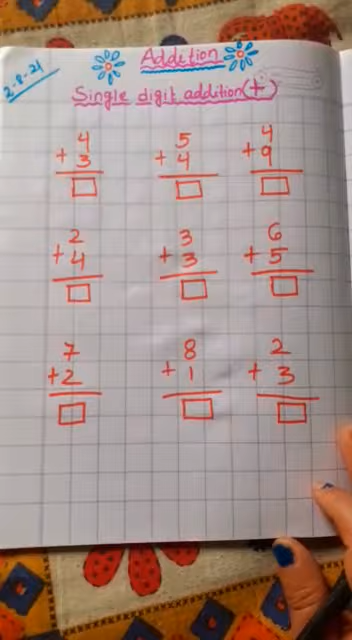 2-8-21
Addition
Single digit addition(+)
4 5 4
+ 3 + 4 + 9
2 3 6
+ 4 + 3 + 5
7 8 2
+ 2 + 1 + 3